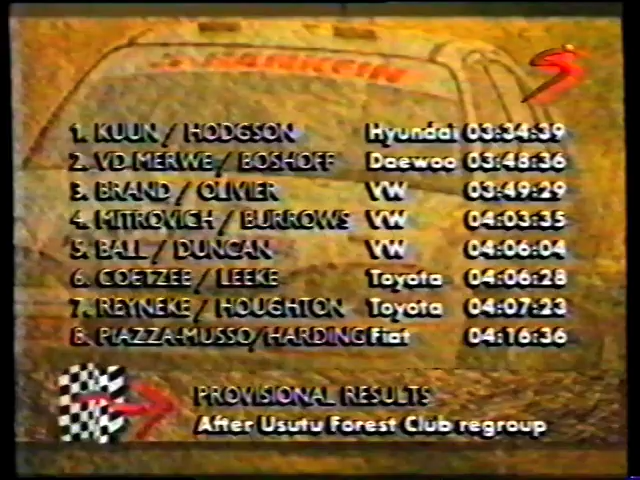 1. KUUN / HODGSON Hyundai 03:34:39
2. VD MERWE / BOSHOFF Daewoo 03:48:36
3. BRAND / OLIVIER VW 03:49:29
4. MITROVICH / BURROWS VW 04:03:35
5. BALL / DUNCAN VW 04:06:04
6. COETZEE / LEEKE Toyota 04:06:28
7. REYNEKE / HOUGHTON Toyota 04:07:23
8. PIAZZA-MUSSO/HARDING Fiat 04:16:36
PROVISIONAL RESULTS
After Usutu Forest Club regroup